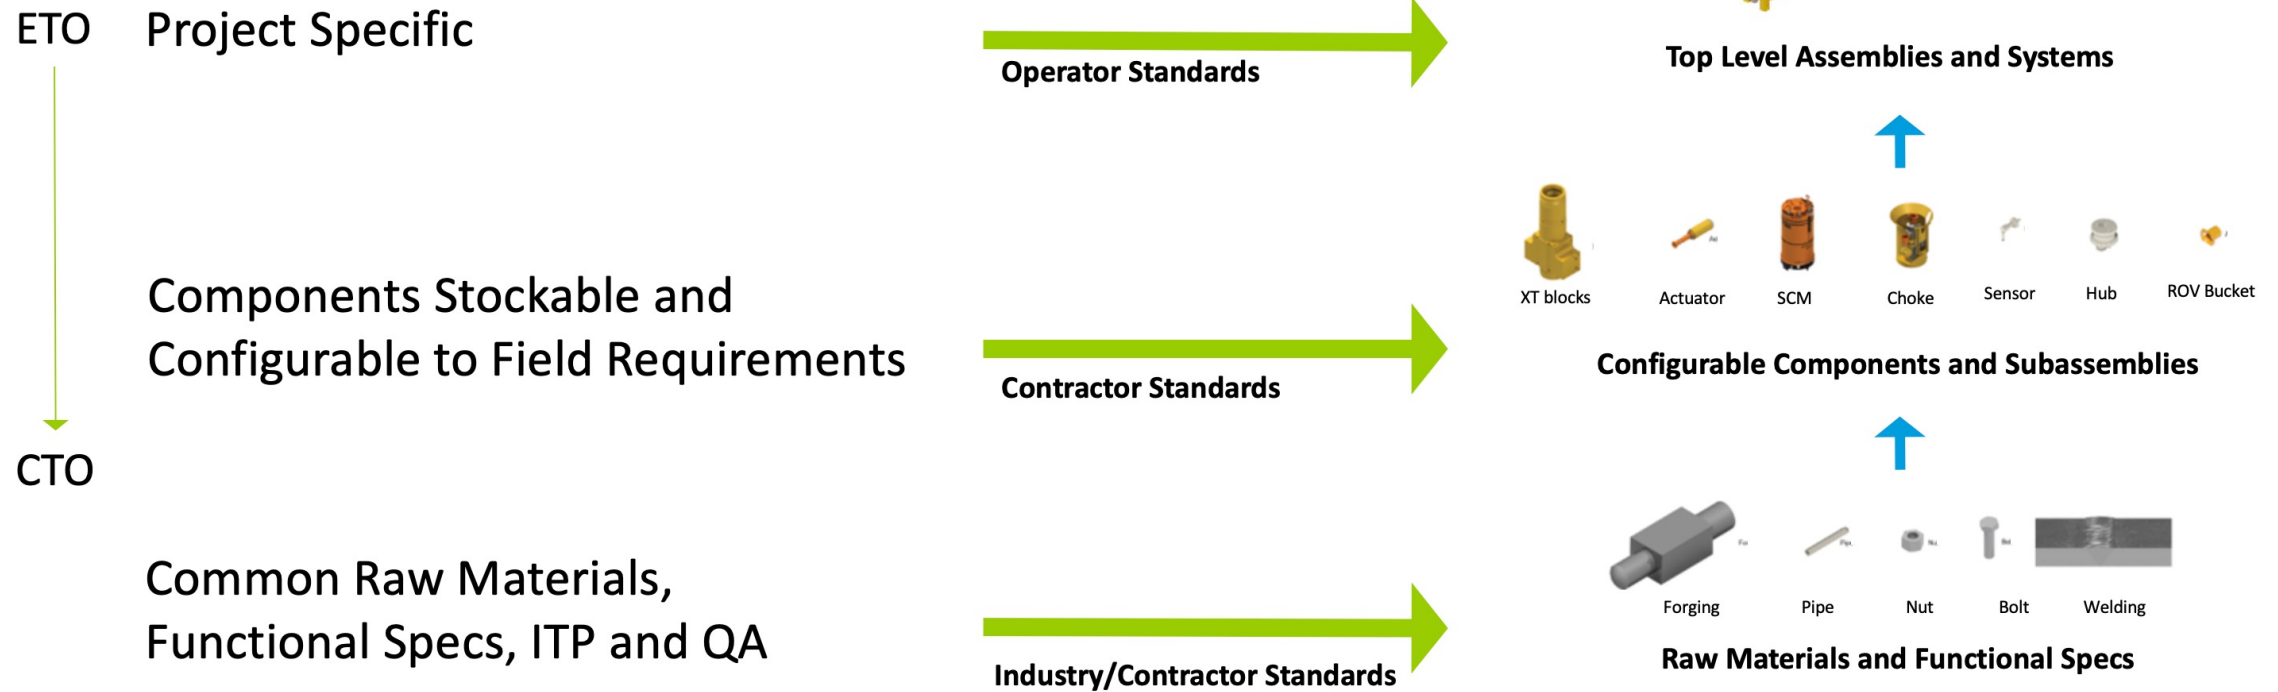 ETO
Project Specific
Operator Standards
Top Level Assemblies and Systems
XT blocks
Actuator
SCM
Choke
Sensor
Hub
ROV Bucket
Components Stockable and
Configurable to Field Requirements
Contractor Standards
Configurable Components and Subassemblies
CTO
Forging
Pipe
Nut
Bolt
Welding
Common Raw Materials,
Functional Specs, ITP and QA
Industry/Contractor Standards
Raw Materials and Functional Specs